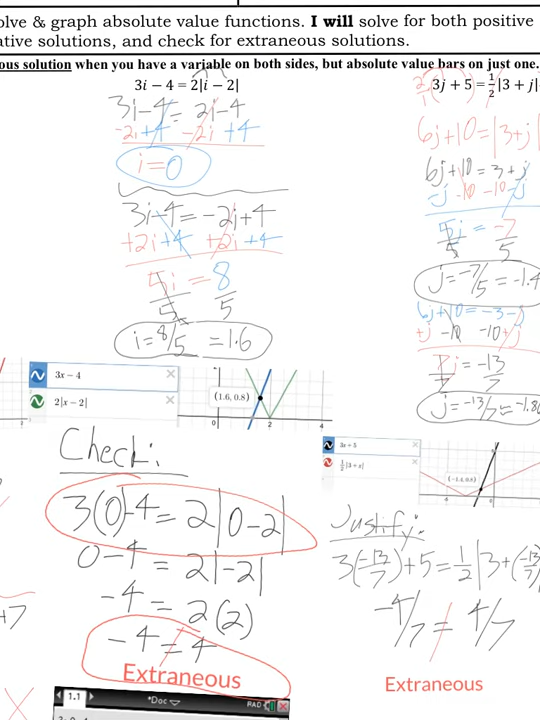 olve & graph absolute value functions. I will solve for both positive
ative solutions, and check for extraneous solutions.
ous solution when you have a variable on both sides, but absolute value bars on just one.
3i − 4 = 2|i − 2|
3i-4 = 2i-4
-2i+4 -2i +4
i=0
3i-4 = -2i+4
+2i+4 +2i +4
5i = 8
5 5
i=8/5 =1.6
3x − 4
2|x − 2|
(1.6, 0.8)
0 2 4
Check:
3(0)-4 = 2|0-2|
0-4 = 2|-2|
-4 = 2(2)
-4 = 4
Extraneous
1.1 *Doc RAD
3j + 5 = ½|3 + j|
6j+10 = |3+j|
6j+10 = 3+j
-j -10 -10 -j
5j = -7
5 5
j=-7/5 = -1.4
6j+10 = -3-j
+j -10 -10 +j
7j = -13
7 7
j=-13/7 = -1.8
3x + 5
½|3 + x|
(-1.4, 0.8)
Justify:
3(-13/7)+5 = 1/2|3+(-13/7
-4/7 = 4/7
Extraneous
+7